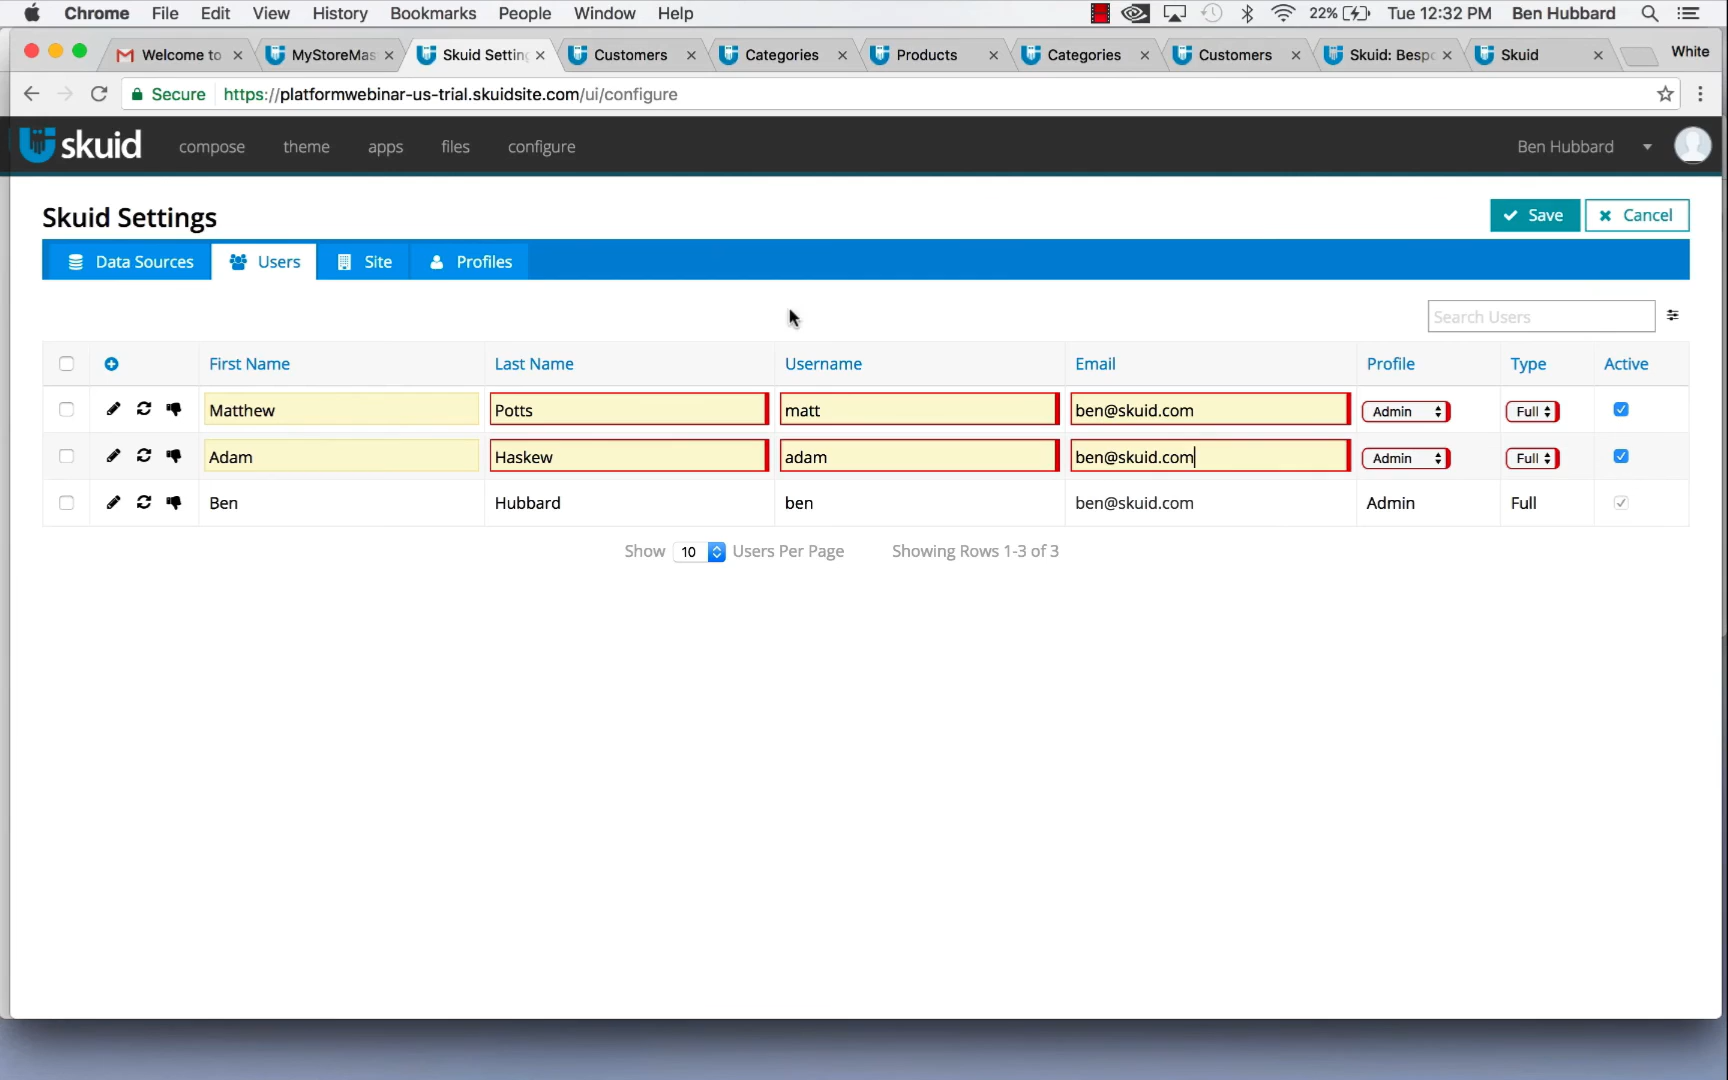 Chrome File Edit View History Bookmarks People Window Help 22% Tue 12:32 PM Ben Hubbard
Welcome to MyStoreMas Skuid Setting Customers Categories Products Categories Customers Skuid: Bespo Skuid White
Secure https://platformwebinar-us-trial.skuidsite.com/ui/configure
skuid compose theme apps files configure Ben Hubbard
Skuid Settings Save Cancel
Data Sources Users Site Profiles
Search Users
First Name Last Name Username Email Profile Type Active
Matthew Potts matt ben@skuid.com Admin Full
Adam Haskew adam ben@skuid.com Admin Full
Ben Hubbard ben ben@skuid.com Admin Full
Show 10 Users Per Page Showing Rows 1-3 of 3